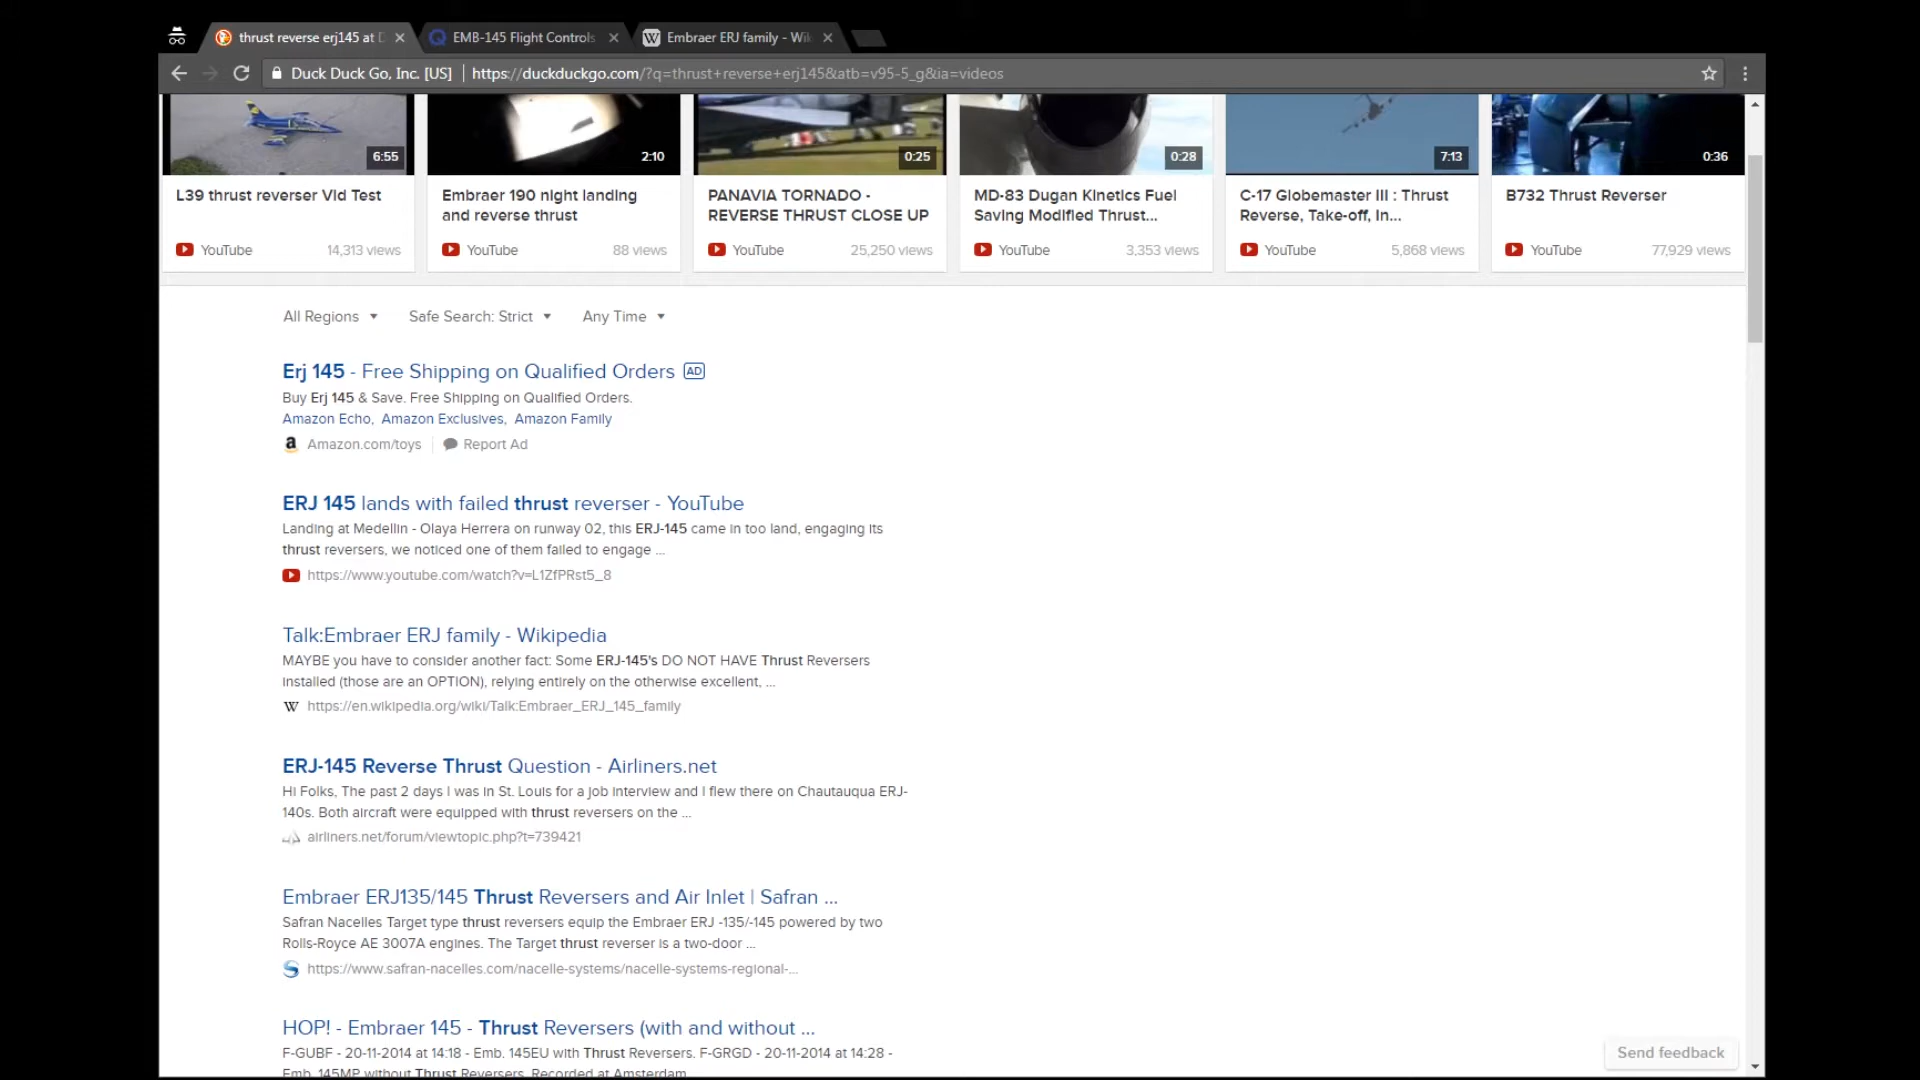 thrust reverse erj145 at D
EMB-145 Flight Controls
Embraer ERJ family - Wik
Duck Duck Go, Inc. [US]
https://duckduckgo.com/?q=thrust+reverse+erj145&atb=v95-5_g&ia=videos
6:55
2:10
0:25
0:28
7:13
0:36
L39 thrust reverser Vid Test
YouTube 14,313 views
Embraer 190 night landing
and reverse thrust
YouTube 88 views
PANAVIA TORNADO -
REVERSE THRUST CLOSE UP
YouTube 25,250 views
MD-83 Dugan Kinetics Fuel
Saving Modified Thrust...
YouTube 3,353 views
C-17 Globemaster III : Thrust
Reverse, Take-off, In...
YouTube 5,868 views
B732 Thrust Reverser
YouTube 77,929 views
All Regions Safe Search: Strict Any Time
Erj 145 - Free Shipping on Qualified Orders AD
Buy Erj 145 & Save. Free Shipping on Qualified Orders.
Amazon Echo, Amazon Exclusives, Amazon Family
a Amazon.com/toys Report Ad
ERJ 145 lands with failed thrust reverser - YouTube
Landing at Medellin - Olaya Herrera on runway 02, this ERJ-145 came in too land, engaging its
thrust reversers, we noticed one of them failed to engage ...
https://www.youtube.com/watch?v=L1ZfPRst5_8
Talk:Embraer ERJ family - Wikipedia
MAYBE you have to consider another fact: Some ERJ-145's DO NOT HAVE Thrust Reversers
installed (those are an OPTION), relying entirely on the otherwise excellent, ...
W https://en.wikipedia.org/wiki/Talk:Embraer_ERJ_145_family
ERJ-145 Reverse Thrust Question - Airliners.net
Hi Folks, The past 2 days I was in St. Louis for a job interview and I flew there on Chautauqua ERJ-
140s. Both aircraft were equipped with thrust reversers on the ...
airliners.net/forum/viewtopic.php?t=739421
Embraer ERJ135/145 Thrust Reversers and Air Inlet | Safran ...
Safran Nacelles Target type thrust reversers equip the Embraer ERJ -135/-145 powered by two
Rolls-Royce AE 3007A engines. The Target thrust reverser is a two-door ...
https://www.safran-nacelles.com/nacelle-systems/nacelle-systems-regional-...
HOP! - Embraer 145 - Thrust Reversers (with and without ...
F-GUBF - 20-11-2014 at 14:18 - Emb. 145EU with Thrust Reversers. F-GRGD - 20-11-2014 at 14:28 -
Emb. 145MP without Thrust Reversers. Recorded at Amsterdam
Send feedback